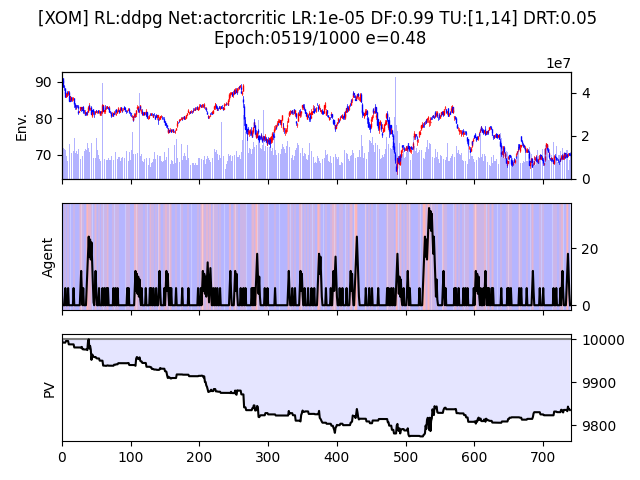 [XOM] RL:ddpg Net:actorcritic LR:1e-05 DF:0.99 TU:[1,14] DRT:0.05
Epoch:0519/1000 e=0.48
1e7
90
80
70
Env.
4
2
0
Agent
20
0
PV
10000
9900
9800
0 100 200 300 400 500 600 700